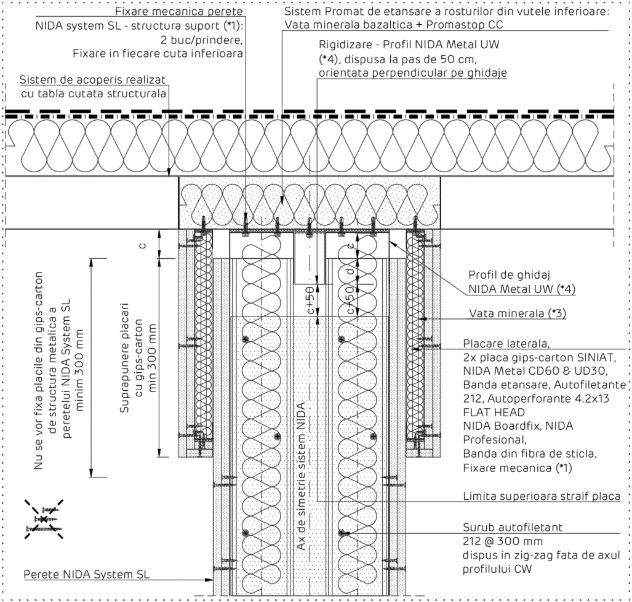 Fixare mecanica perete
NIDA system SL - structura suport (*1):
2 buc/prindere,
Fixare in fiecare cuta inferioara
Sistem Promat de etansare a rosturilor din vutele inferioare:
Vata minerala bazaltica + Promastop CC
Rigidizare - Profil NIDA Metal UW
(*4), dispusa la pas de 50 cm,
orientata perpendicular pe ghidaje
Sistem de acoperis realizat
cu tabla cutata structurala
c
c
d
c+50
c+50
Nu se vor fixa placile din gips-carton
de structura metalica a
peretelui NIDA System SL
minim 300 mm
Suprapunere placari
cu gips-carton
min 300 mm
Ax de simetrie sistem NIDA
Profil de ghidaj
NIDA Metal UW (*4)
Vata minerala (*3)
Placare laterala,
2x placa gips-carton SINIAT,
NIDA Metal CD60 & UD30,
Banda etansare, Autofiletante
212, Autoperforante 4.2x13
FLAT HEAD
NIDA Boardfix, NIDA
Profesional,
Banda din fibra de sticla,
Fixare mecanica (*1)
Limita superioara straif placa
Surub autofiletant
212 @ 300 mm
dispus in zig-zag fata de axul
profilului CW
Perete NIDA System SL